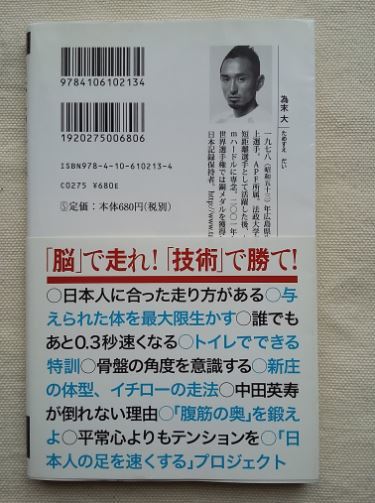 9784106102134
1920275006806
ISBN978-4-10-610213-4
C0275 ¥680E
⑤定価：本体680円(税別)
為末 大 ためすえ だい
一九七八（昭和五十三）年広島県
上選手。APF所属。法政大学
短距離選手として活躍した後、
mハードルに専念。二〇〇一年
世界選手権では銅メダルを獲得
日本記録保持者。http://www.ta
「脳」で走れ!「技術」で勝て!
○日本人に合った走り方がある○与
えられた体を最大限生かす○誰でも
あと0.3秒速くなる○トイレでできる
特訓○骨盤の角度を意識する○新庄
の体型、イチローの走法○中田英寿
が倒れない理由○「腹筋の奥」を鍛え
よ○平常心よりもテンションを○「日
本人の足を速くする」プロジェクト